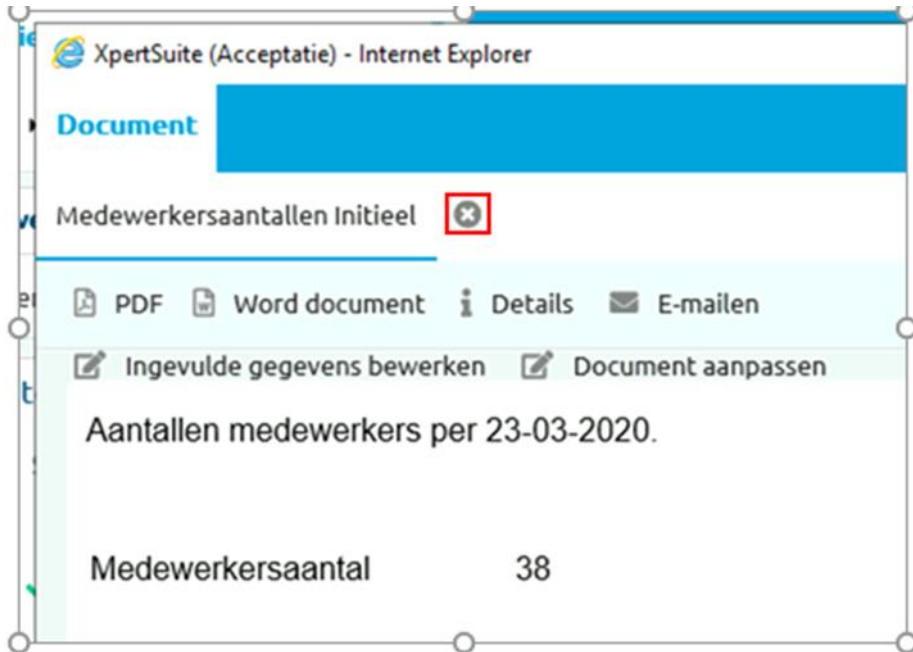 XpertSuite (Acceptatie) - Internet Explorer
Document
Medewerkersaantallen Initieel
PDF Word document Details E-mailen
Ingevulde gegevens bewerken Document aanpassen
Aantallen medewerkers per 23-03-2020.
Medewerkersaantal 38